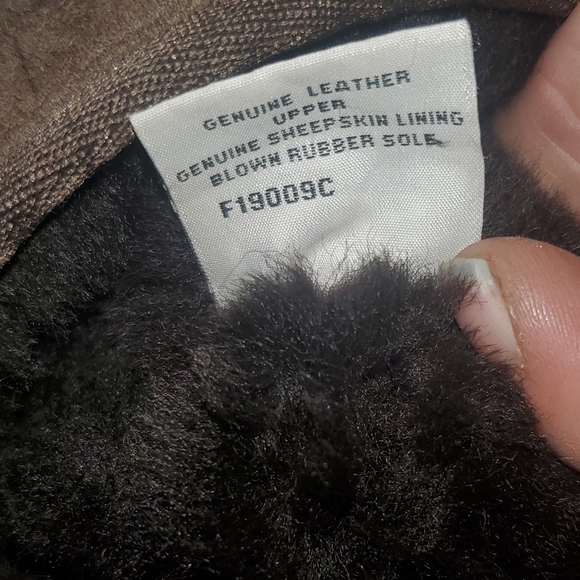 GENUINE LEATHER
UPPER
GENUINE SHEEPSKIN LINING
BLOWN RUBBER SOLE
F19009C